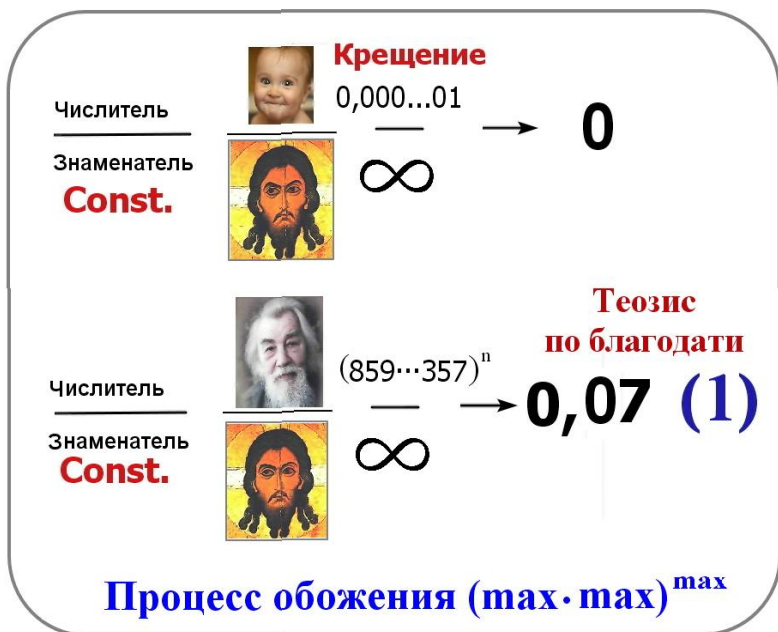 Крещение
0,000...01
Числитель
Знаменатель
Const.
∞
→ 0
Теозис
по благодати
(859...357)ⁿ
Числитель
Знаменатель
Const.
∞
→ 0,07 (1)
Процесс обожения (max·max)ᵐᵃˣ